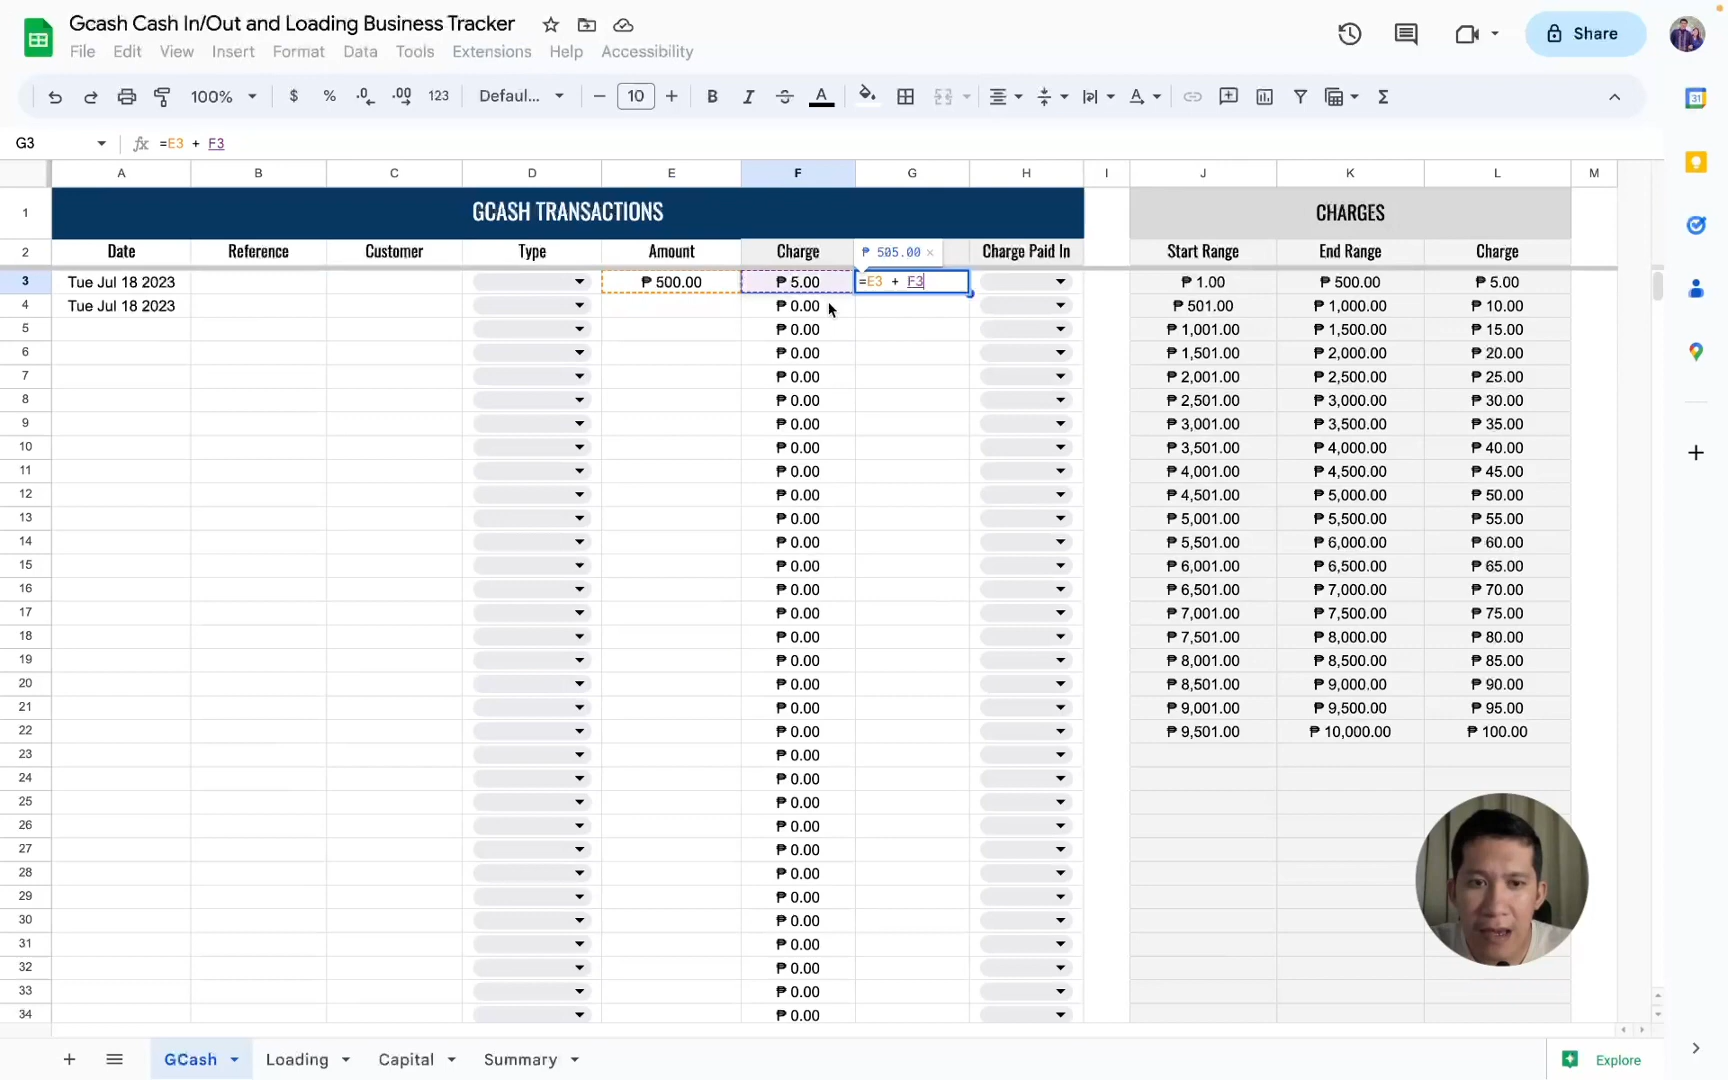 Gcash Cash In/Out and Loading Business Tracker
Share
File Edit View Insert Format Data Tools Extensions Help Accessibility
100% $ % .0 .00 123 Defaul... 10 B I S A A Σ
31
G3 fx =E3 + F3
A B C D E F G H I J K L M
1 GCASH TRANSACTIONS CHARGES
₱ 505.00 ×
2 Date Reference Customer Type Amount Charge Charge Paid In Start Range End Range Charge
3 Tue Jul 18 2023 ₱ 500.00 ₱ 5.00 =E3 + F3 ₱ 1.00 ₱ 500.00 ₱ 5.00
4 Tue Jul 18 2023 ₱ 0.00 ₱ 501.00 ₱ 1,000.00 ₱ 10.00
5 ₱ 0.00 ₱ 1,001.00 ₱ 1,500.00 ₱ 15.00
6 ₱ 0.00 ₱ 1,501.00 ₱ 2,000.00 ₱ 20.00
7 ₱ 0.00 ₱ 2,001.00 ₱ 2,500.00 ₱ 25.00
8 ₱ 0.00 ₱ 2,501.00 ₱ 3,000.00 ₱ 30.00
9 ₱ 0.00 ₱ 3,001.00 ₱ 3,500.00 ₱ 35.00
10 ₱ 0.00 ₱ 3,501.00 ₱ 4,000.00 ₱ 40.00
11 ₱ 0.00 ₱ 4,001.00 ₱ 4,500.00 ₱ 45.00
12 ₱ 0.00 ₱ 4,501.00 ₱ 5,000.00 ₱ 50.00
13 ₱ 0.00 ₱ 5,001.00 ₱ 5,500.00 ₱ 55.00
14 ₱ 0.00 ₱ 5,501.00 ₱ 6,000.00 ₱ 60.00
15 ₱ 0.00 ₱ 6,001.00 ₱ 6,500.00 ₱ 65.00
16 ₱ 0.00 ₱ 6,501.00 ₱ 7,000.00 ₱ 70.00
17 ₱ 0.00 ₱ 7,001.00 ₱ 7,500.00 ₱ 75.00
18 ₱ 0.00 ₱ 7,501.00 ₱ 8,000.00 ₱ 80.00
19 ₱ 0.00 ₱ 8,001.00 ₱ 8,500.00 ₱ 85.00
20 ₱ 0.00 ₱ 8,501.00 ₱ 9,000.00 ₱ 90.00
21 ₱ 0.00 ₱ 9,001.00 ₱ 9,500.00 ₱ 95.00
22 ₱ 0.00 ₱ 9,501.00 ₱ 10,000.00 ₱ 100.00
23 ₱ 0.00
24 ₱ 0.00
25 ₱ 0.00
26 ₱ 0.00
27 ₱ 0.00
28 ₱ 0.00
29 ₱ 0.00
30 ₱ 0.00
31 ₱ 0.00
32 ₱ 0.00
33 ₱ 0.00
34 ₱ 0.00
GCash Loading Capital Summary Explore